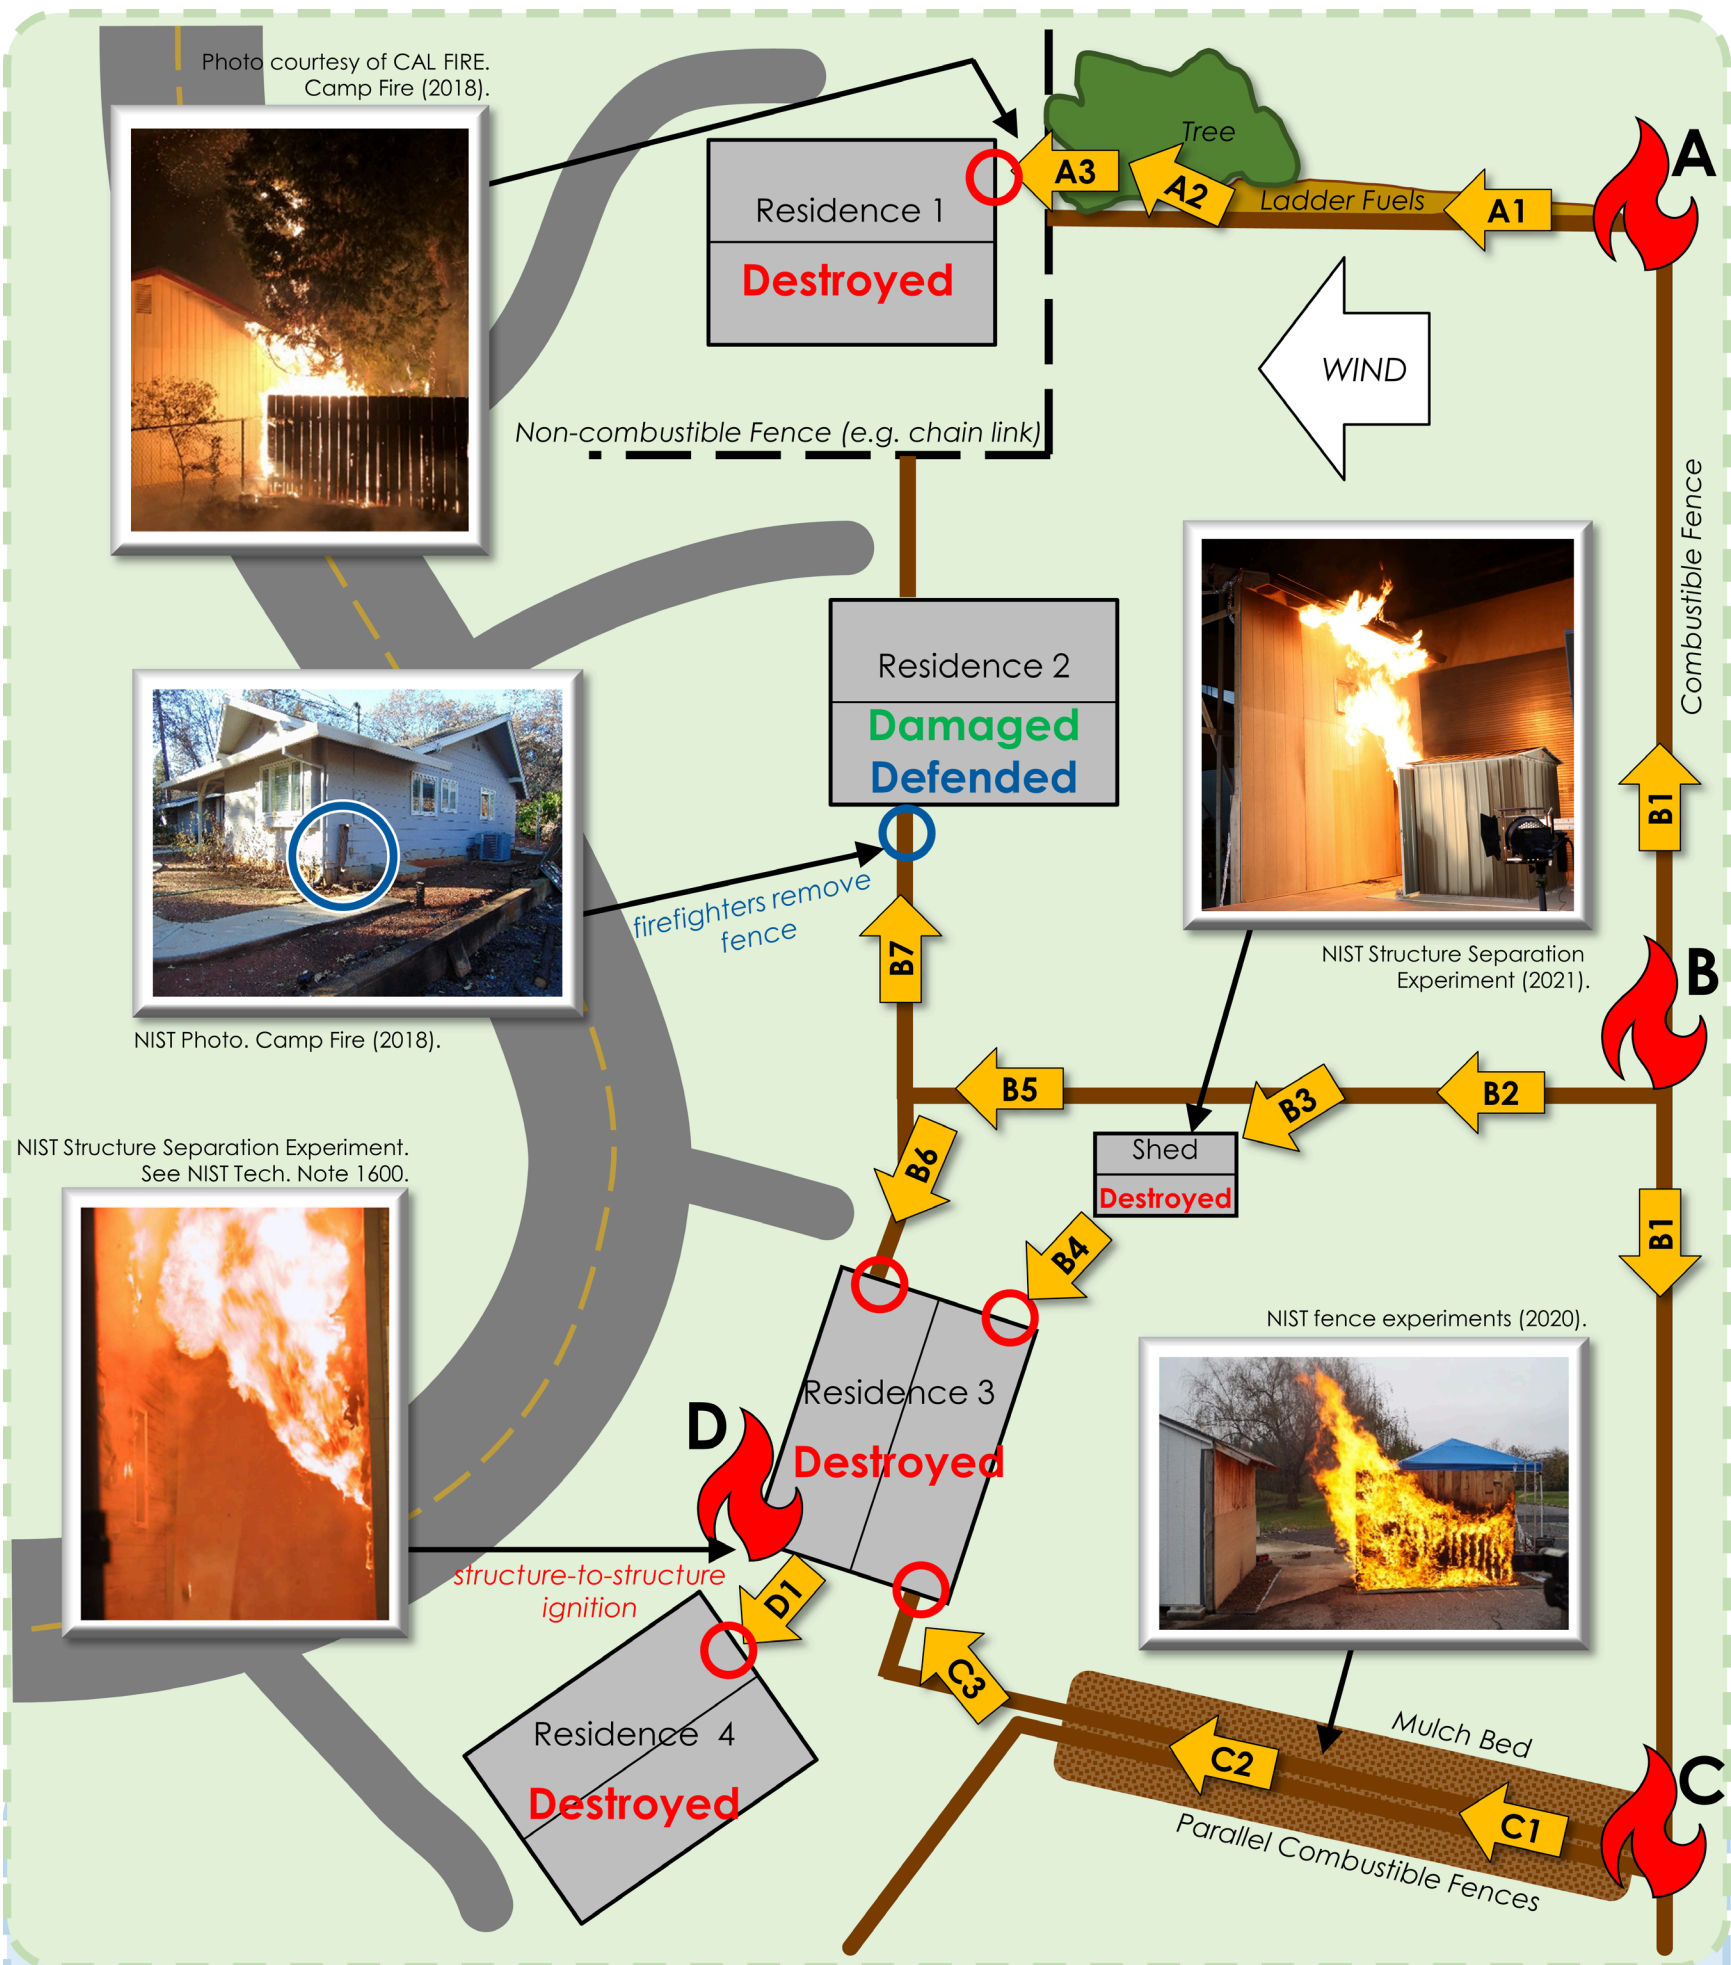 Photo courtesy of CAL FIRE.
Camp Fire (2018).
A
Tree
A3
A2
Ladder Fuels
A1
Residence 1
Destroyed
WIND
Non-combustible Fence (e.g. chain link)
Combustible Fence
Residence 2
Damaged
Defended
B1
firefighters remove
fence
B7
NIST Structure Separation
Experiment (2021).
B
NIST Photo. Camp Fire (2018).
B5
B3
B2
NIST Structure Separation Experiment.
See NIST Tech. Note 1600.
Shed
Destroyed
B6
B4
B1
NIST fence experiments (2020).
Residence 3
Destroyed
D
structure-to-structure
ignition
D1
C3
Residence 4
Destroyed
Mulch Bed
C2
C1
C
Parallel Combustible Fences